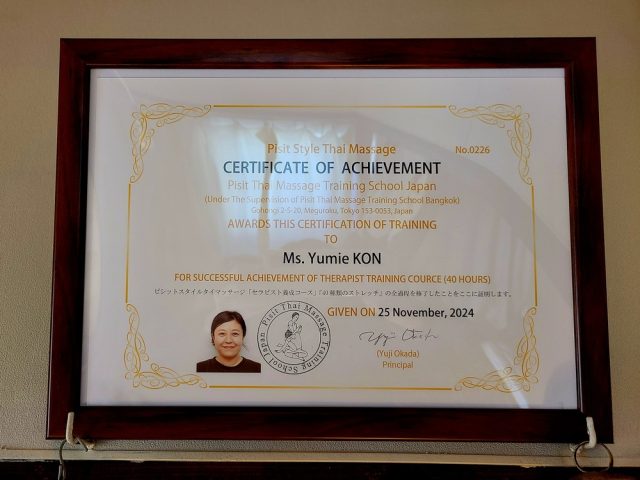 Pisit Style Thai Massage
No.0226
CERTIFICATE OF ACHIEVEMENT
Pisit Thai Massage Training School Japan
(Under The Supervision of Pisit Thai Massage Training School Bangkok)
Gohongi 2-5-20, Meguroku, Tokyo 153-0053, Japan
AWARDS THIS CERTIFICATION OF TRAINING
TO
Ms. Yumie KON
FOR SUCCESSFUL ACHIEVEMENT OF THERAPIST TRAINING COURCE (40 HOURS)
ピシットスタイルタイマッサージ「セラピスト養成コース」「40種類のストレッチ」の全過程を修了したことをここに証明します。
GIVEN ON 25 November, 2024
Pisit Thai Massage Training School Japan
(Yuji Okada)
Principal